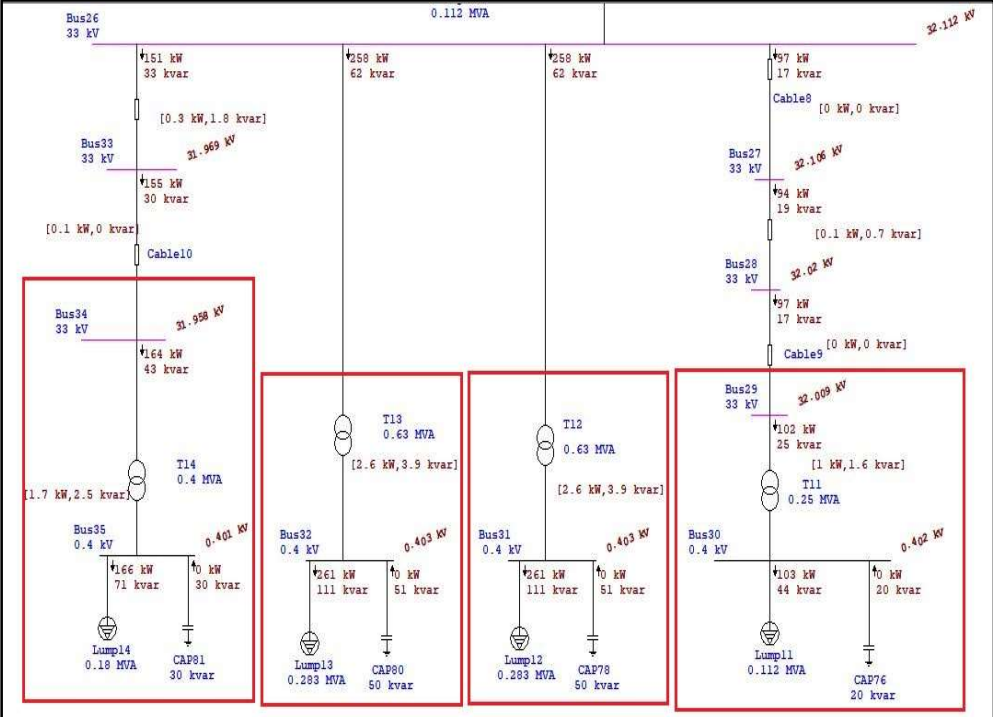 0.112 MVA
Bus26
33 kV
32.112 kV
151 kW
33 kvar
258 kW
62 kvar
258 kW
62 kvar
97 kW
17 kvar
Cable8
[0 kW,0 kvar]
[0.3 kW,1.8 kvar]
Bus33
33 kV
31.969 kV
155 kW
30 kvar
Bus27
33 kV
32.106 kV
94 kW
19 kvar
[0.1 kW,0 kvar]
Cable10
[0.1 kW,0.7 kvar]
Bus28
33 kV
32.02 kV
97 kW
17 kvar
[0 kW,0 kvar]
Cable9
Bus34
33 kV
31.958 kV
164 kW
43 kvar
T14
0.4 MVA
[1.7 kW,2.5 kvar]
Bus35
0.4 kV
0.401 kV
166 kW
71 kvar
0 kW
30 kvar
Lump14
0.18 MVA
CAP81
30 kvar
T13
0.63 MVA
[2.6 kW,3.9 kvar]
Bus32
0.4 kV
0.403 kV
261 kW
111 kvar
0 kW
51 kvar
Lump13
0.283 MVA
CAP80
50 kvar
T12
0.63 MVA
[2.6 kW,3.9 kvar]
Bus31
0.4 kV
0.403 kV
261 kW
111 kvar
0 kW
51 kvar
Lump12
0.283 MVA
CAP78
50 kvar
Bus29
33 kV
32.009 kV
102 kW
25 kvar
[1 kW,1.6 kvar]
T11
0.25 MVA
Bus30
0.4 kV
0.402 kV
103 kW
44 kvar
0 kW
20 kvar
Lump11
0.112 MVA
CAP76
20 kvar